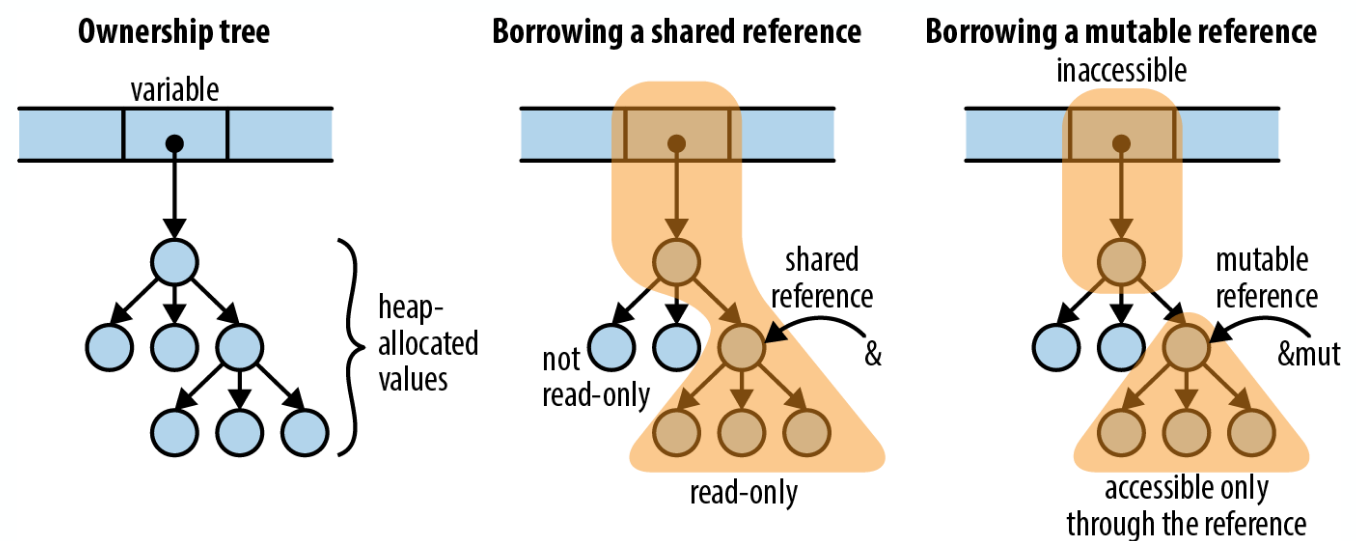 Ownership tree
variable
heap-
allocated
values
Borrowing a shared reference
shared
reference
&
not
read-only
read-only
Borrowing a mutable reference
inaccessible
mutable
reference
&mut
accessible only
through the reference